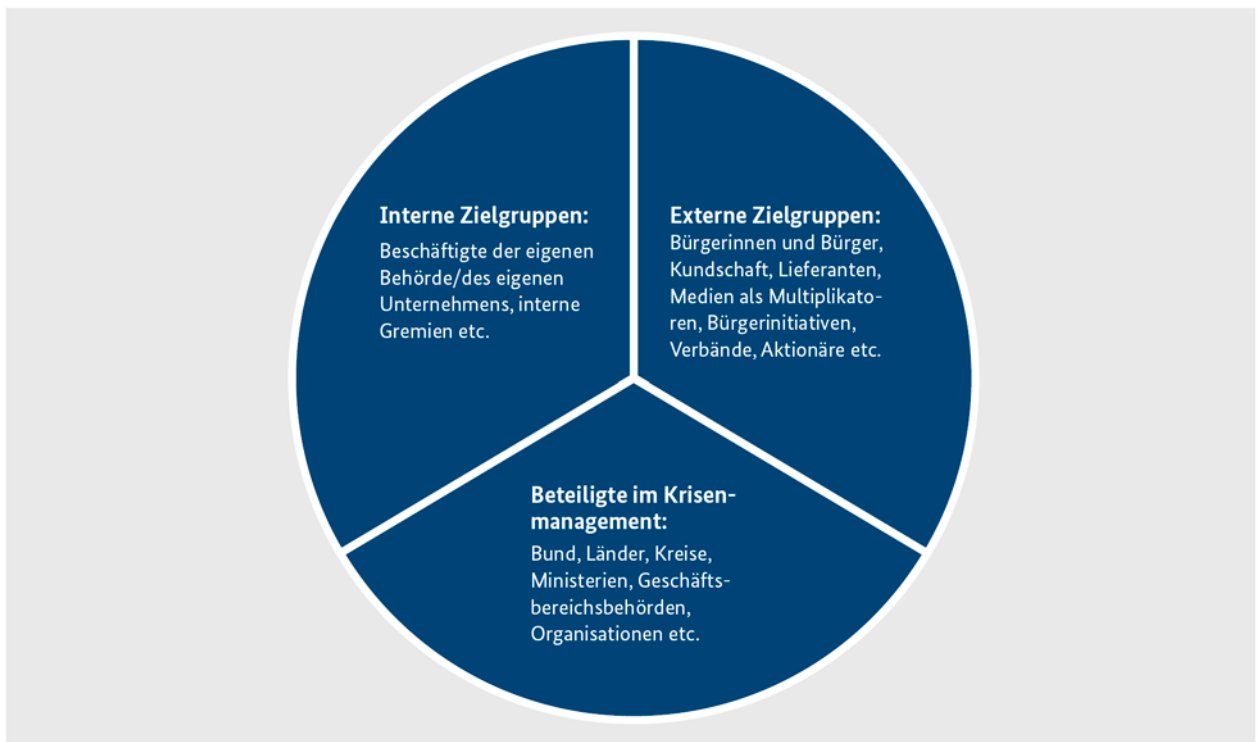 Interne Zielgruppen:
Beschäftigte der eigenen
Behörde/des eigenen
Unternehmens, interne
Gremien etc.
Externe Zielgruppen:
Bürgerinnen und Bürger,
Kundschaft, Lieferanten,
Medien als Multiplikato-
ren, Bürgerinitiativen,
Verbände, Aktionäre etc.
Beteiligte im Krisen-
management:
Bund, Länder, Kreise,
Ministerien, Geschäfts-
bereichsbehörden,
Organisationen etc.